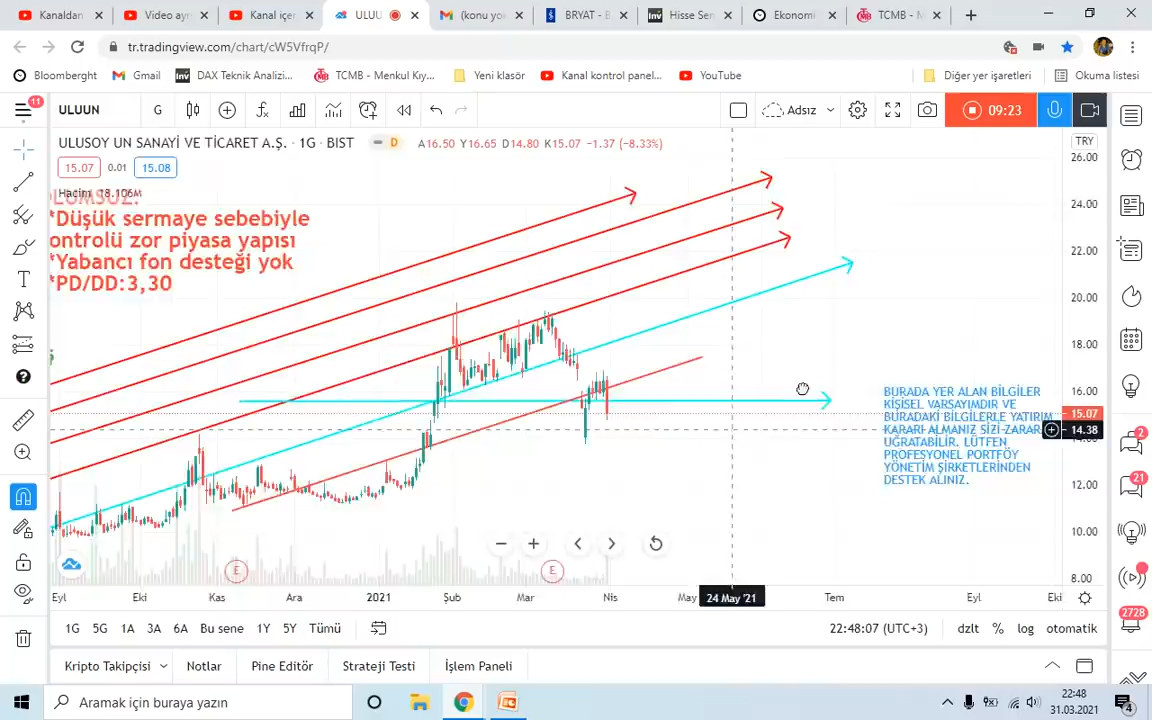 Kanaldan
Video ayr
Kanal içer
ULUU
(konu yo
BRYAT - B
Hisse Ser
Ekonomi
TCMB - M
tr.tradingview.com/chart/cW5VfrqP/
Bloomberght
Gmail
DAX Teknik Analizi...
TCMB - Menkul Kıy...
Yeni klasör
Kanal kontrol panel...
YouTube
Diğer yer işaretleri
Okuma listesi
11
ULUUN
G
Adsız
09:23
ULUSOY UN SANAYİ VE TİCARET A.Ş. · 1G · BIST
D
A16.50 Y16.65 D14.80 K15.07 −1.37 (−8.33%)
TRY
15.07
0.01
15.08
Hacim 18.106M
*Düşük sermaye sebebiyle
ontrolü zor piyasa yapısı
*Yabancı fon desteği yok
*PD/DD:3,30
26.00
24.00
22.00
20.00
18.00
16.00
15.07
14.38
12.00
10.00
8.00
BURADA YER ALAN BİLGİLER
KİŞİSEL VARSAYIMDIR VE
BURADAKİ BİLGİLERLE YATIRIM
KARARI ALMANIZ SİZİ ZARAR
UĞRATABİLİR. LÜTFEN
PROFESYONEL PORTFÖY
YÖNETİM ŞİRKETLERİNDEN
DESTEK ALINIZ.
E
E
Eyl
Eki
Kas
Ara
2021
Şub
Mar
Nis
May
24 May '21
Tem
Eyl
Eki
1G
5G
1A
3A
6A
Bu sene
1Y
5Y
Tümü
22:48:07 (UTC+3)
dzlt
%
log
otomatik
Kripto Takipçisi
Notlar
Pine Editör
Strateji Testi
İşlem Paneli
2
21
2728
Aramak için buraya yazın
22:48
31.03.2021
4